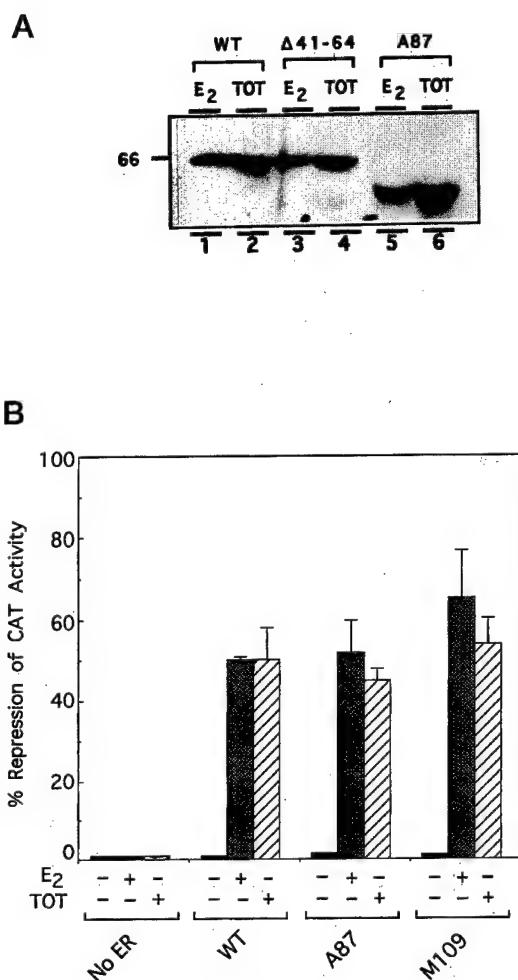 A
WT Δ41-64 A87
E2 TOT E2 TOT E2 TOT
66
1 2 3 4 5 6
B
% Repression of CAT Activity
100
80
60
40
20
0
E2 - + - - + - - + - - + -
TOT - - + - - + - - + - - +
No ER WT A87 M109